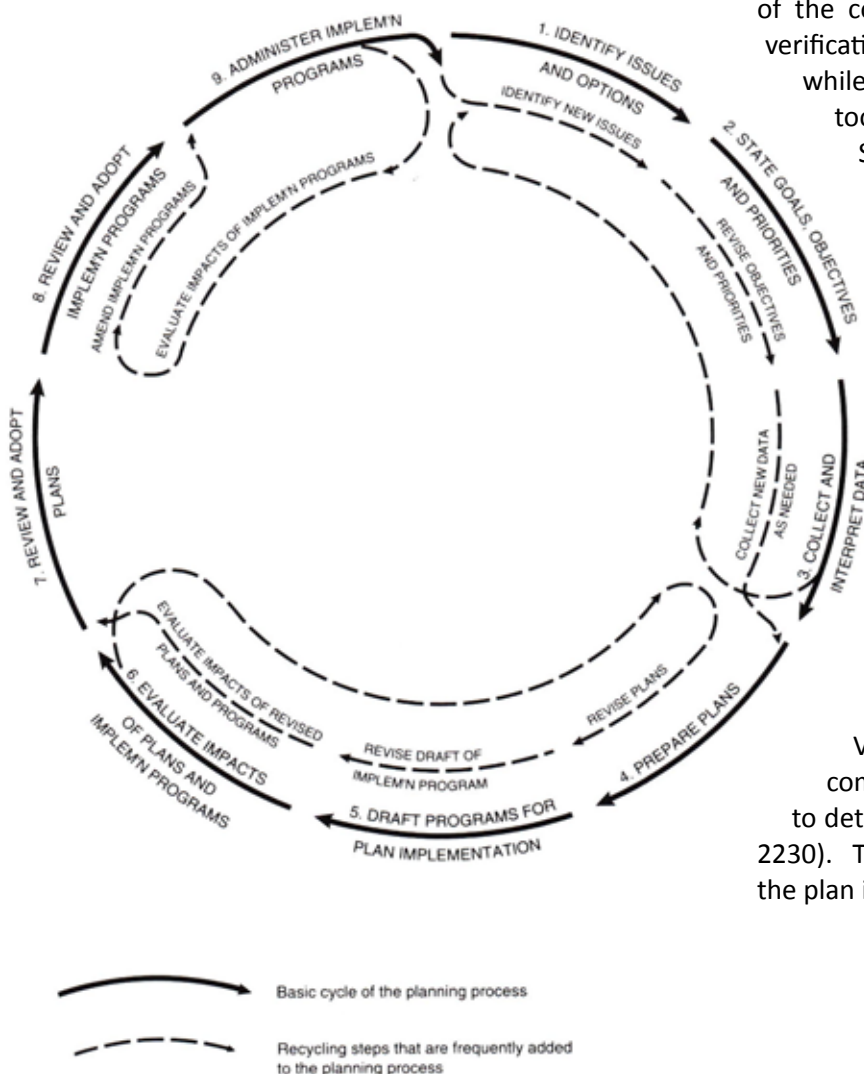 of the co
verificati
while
too
S
9. ADMINISTER IMPLEM'N
PROGRAMS
1. IDENTIFY ISSUES
AND OPTIONS
IDENTIFY NEW ISSUES
2. STATE GOALS, OBJECTIVES
AND PRIORITIES
REVISE OBJECTIVES
AND PRIORITIES
3. COLLECT AND
INTERPRET DATA
COLLECT NEW DATA
AS NEEDED
4. PREPARE PLANS
REVISE PLANS
5. DRAFT PROGRAMS FOR
PLAN IMPLEMENTATION
REVISE DRAFT OF
IMPLEM'N PROGRAM
6. EVALUATE IMPACTS
OF PLANS AND
IMPLEM'N PROGRAMS
EVALUATE IMPACTS OF REVISED
PLANS AND PROGRAMS
7. REVIEW AND ADOPT
PLANS
8. REVIEW AND ADOPT
IMPLEM'N PROGRAMS
AMEND IMPLEM'N PROGRAMS
EVALUATE IMPACTS OF IMPLEM'N PROGRAMS
V
com
to det
2230). T
the plan i
Basic cycle of the planning process
Recycling steps that are frequently added
to the planning process